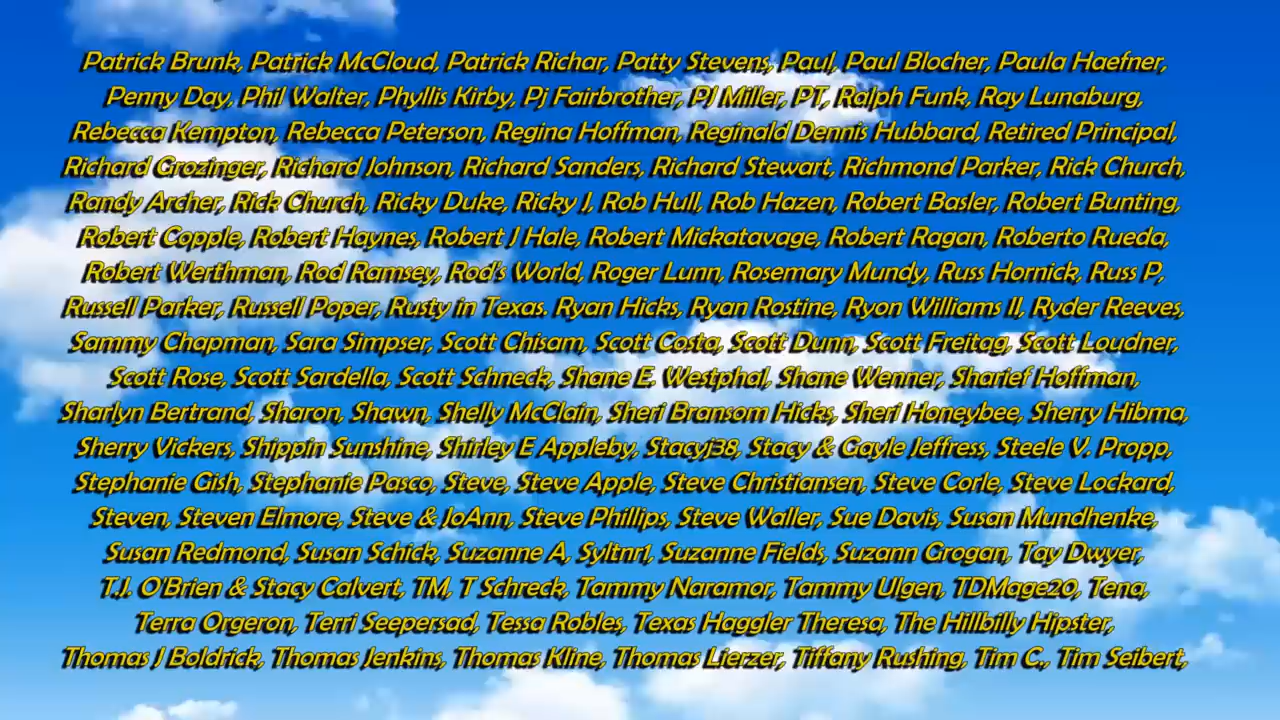 Patrick Brunk, Patrick McCloud, Patrick Richar, Patty Stevens, Paul, Paul Blocher, Paula Haefner,
Penny Day, Phil Walter, Phyllis Kirby, Pj Fairbrother, PJ Miller, PT, Ralph Funk, Ray Lunaburg,
Rebecca Kempton, Rebecca Peterson, Regina Hoffman, Reginald Dennis Hubbard, Retired Principal,
Richard Grozinger, Richard Johnson, Richard Sanders, Richard Stewart, Richmond Parker, Rick Church,
Randy Archer, Rick Church, Ricky Duke, Ricky J, Rob Hull, Rob Hazen, Robert Basler, Robert Bunting,
Robert Copple, Robert Haynes, Robert J Hale, Robert Mickatavage, Robert Ragan, Roberto Rueda,
Robert Werthman, Rod Ramsey, Rod's World, Roger Lunn, Rosemary Mundy, Russ Hornick, Russ P,
Russell Parker, Russell Poper, Rusty in Texas. Ryan Hicks, Ryan Rostine, Ryon Williams II, Ryder Reeves,
Sammy Chapman, Sara Simpser, Scott Chisam, Scott Costa, Scott Dunn, Scott Freitag, Scott Loudner,
Scott Rose, Scott Sardella, Scott Schneck, Shane E. Westphal, Shane Wenner, Sharief Hoffman,
Sharlyn Bertrand, Sharon, Shawn, Shelly McClain, Sheri Bransom Hicks, Sheri Honeybee, Sherry Hibma,
Sherry Vickers, Shippin Sunshine, Shirley E Appleby, Stacyj38, Stacy & Gayle Jeffress, Steele V. Propp,
Stephanie Gish, Stephanie Pasco, Steve, Steve Apple, Steve Christiansen, Steve Corle, Steve Lockard,
Steven, Steven Elmore, Steve & JoAnn, Steve Phillips, Steve Waller, Sue Davis, Susan Mundhenke,
Susan Redmond, Susan Schick, Suzanne A, Syltnr1, Suzanne Fields, Suzann Grogan, Tay Dwyer,
T.J. O'Brien & Stacy Calvert, TM, T Schreck, Tammy Naramor, Tammy Ulgen, TDMage20, Tena,
Terra Orgeron, Terri Seepersad, Tessa Robles, Texas Haggler Theresa, The Hillbilly Hipster,
Thomas J Boldrick, Thomas Jenkins, Thomas Kline, Thomas Lierzer, Tiffany Rushing, Tim C., Tim Seibert,